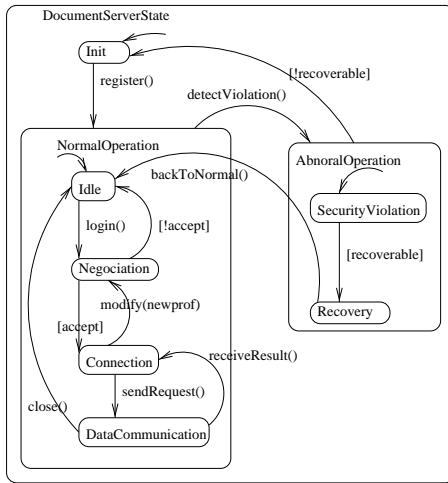 DocumentServerState
Init
[!recoverable]
register()
detectViolation()
NormalOperation
AbnoralOperation
backToNormal()
Idle
SecurityViolation
login()
[!accept]
[recoverable]
Negociation
modify(newprof)
Recovery
[accept]
Connection
receiveResult()
sendRequest()
close()
DataCommunication